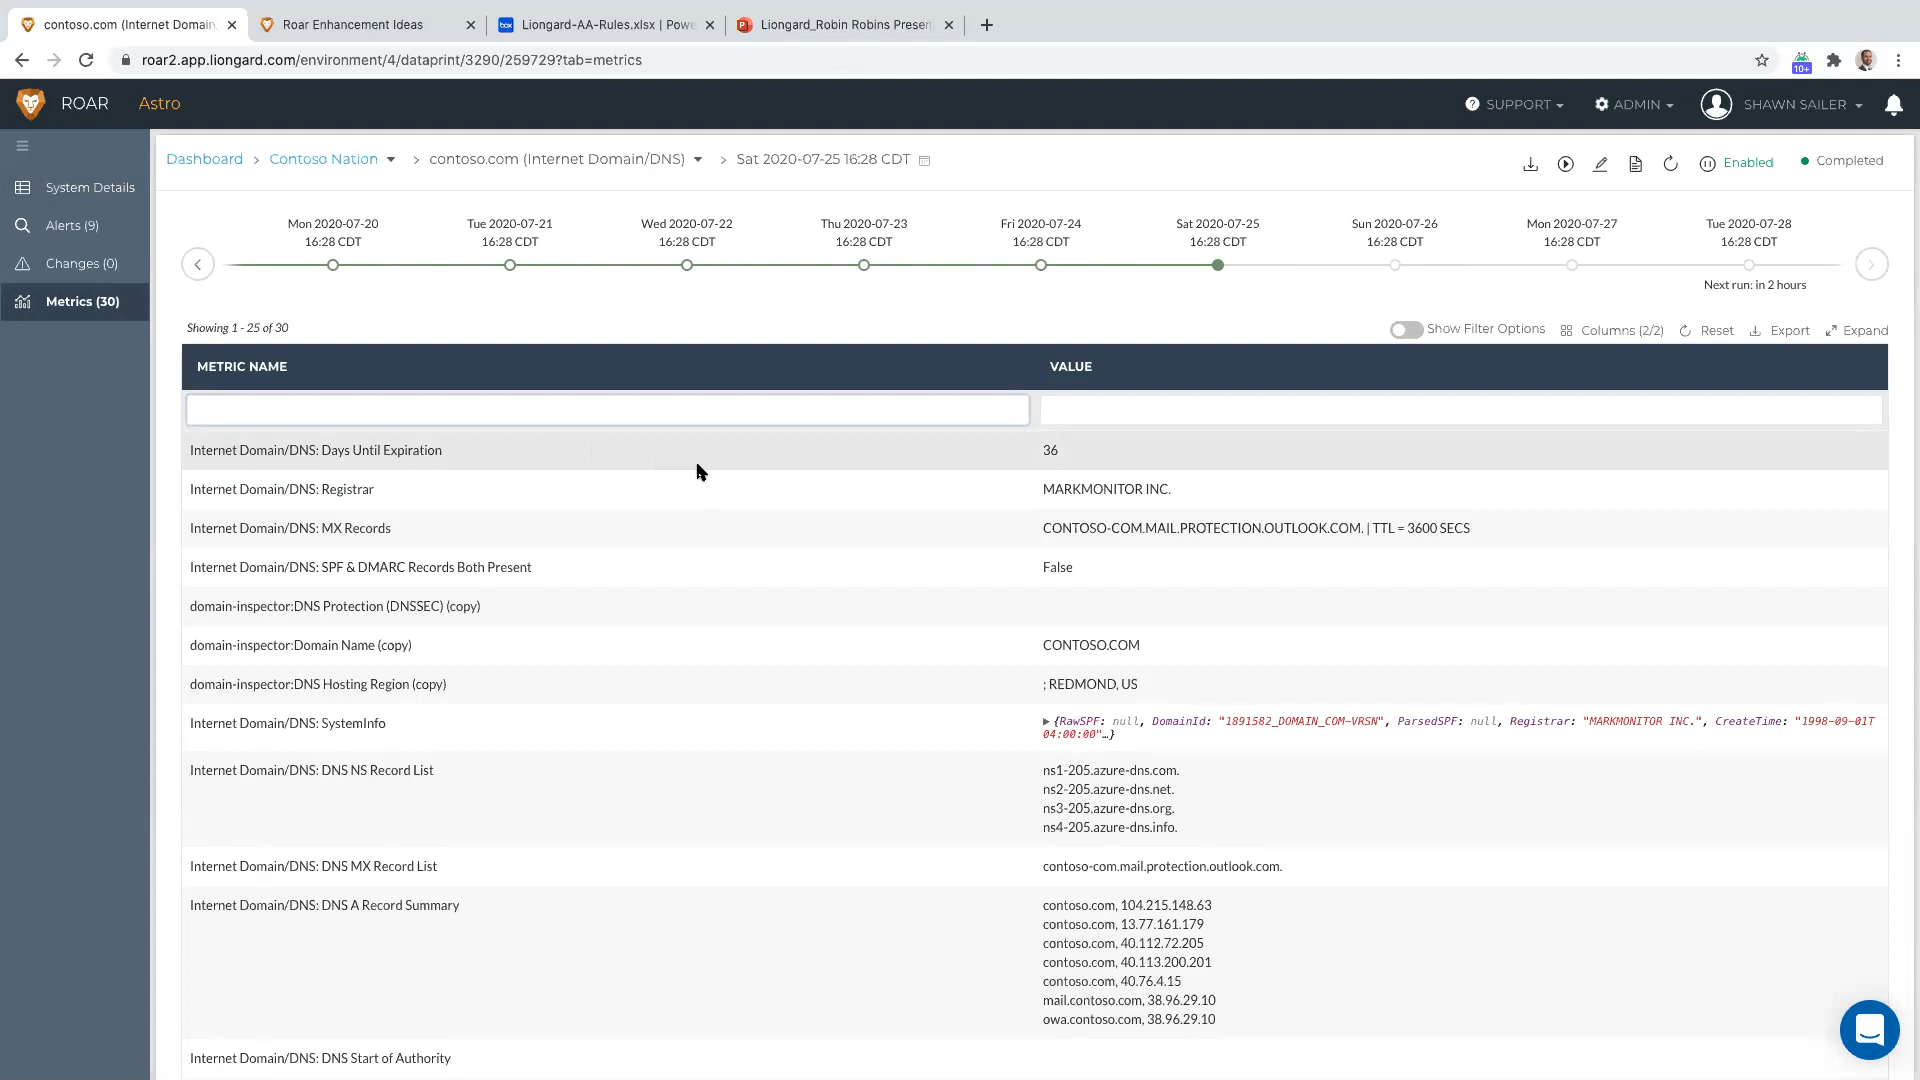 contoso.com (Internet Domain
Roar Enhancement Ideas
box
Liongard-AA-Rules.xlsx | Powe
Liongard_Robin Robins Presen
roar2.app.liongard.com/environment/4/dataprint/3290/259729?tab=metrics
10+
ROAR
Astro
SUPPORT
ADMIN
SHAWN SAILER
System Details
Alerts (9)
Changes (0)
Metrics (30)
Dashboard > Contoso Nation > contoso.com (Internet Domain/DNS) > Sat 2020-07-25 16:28 CDT
Enabled
Completed
Mon 2020-07-20
16:28 CDT
Tue 2020-07-21
16:28 CDT
Wed 2020-07-22
16:28 CDT
Thu 2020-07-23
16:28 CDT
Fri 2020-07-24
16:28 CDT
Sat 2020-07-25
16:28 CDT
Sun 2020-07-26
16:28 CDT
Mon 2020-07-27
16:28 CDT
Tue 2020-07-28
16:28 CDT
Next run: in 2 hours
Showing 1 - 25 of 30
Show Filter Options
Columns (2/2)
Reset
Export
Expand
METRIC NAME
VALUE
Internet Domain/DNS: Days Until Expiration
36
Internet Domain/DNS: Registrar
MARKMONITOR INC.
Internet Domain/DNS: MX Records
CONTOSO-COM.MAIL.PROTECTION.OUTLOOK.COM. | TTL = 3600 SECS
Internet Domain/DNS: SPF & DMARC Records Both Present
False
domain-inspector:DNS Protection (DNSSEC) (copy)
domain-inspector:Domain Name (copy)
CONTOSO.COM
domain-inspector:DNS Hosting Region (copy)
; REDMOND, US
Internet Domain/DNS: SystemInfo
{RawSPF: null, DomainId: "1891582_DOMAIN_COM-VRSN", ParsedSPF: null, Registrar: "MARKMONITOR INC.", CreateTime: "1998-09-01T
04:00:00"…}
Internet Domain/DNS: DNS NS Record List
ns1-205.azure-dns.com.
ns2-205.azure-dns.net.
ns3-205.azure-dns.org.
ns4-205.azure-dns.info.
Internet Domain/DNS: DNS MX Record List
contoso-com.mail.protection.outlook.com.
Internet Domain/DNS: DNS A Record Summary
contoso.com, 104.215.148.63
contoso.com, 13.77.161.179
contoso.com, 40.112.72.205
contoso.com, 40.113.200.201
contoso.com, 40.76.4.15
mail.contoso.com, 38.96.29.10
owa.contoso.com, 38.96.29.10
Internet Domain/DNS: DNS Start of Authority